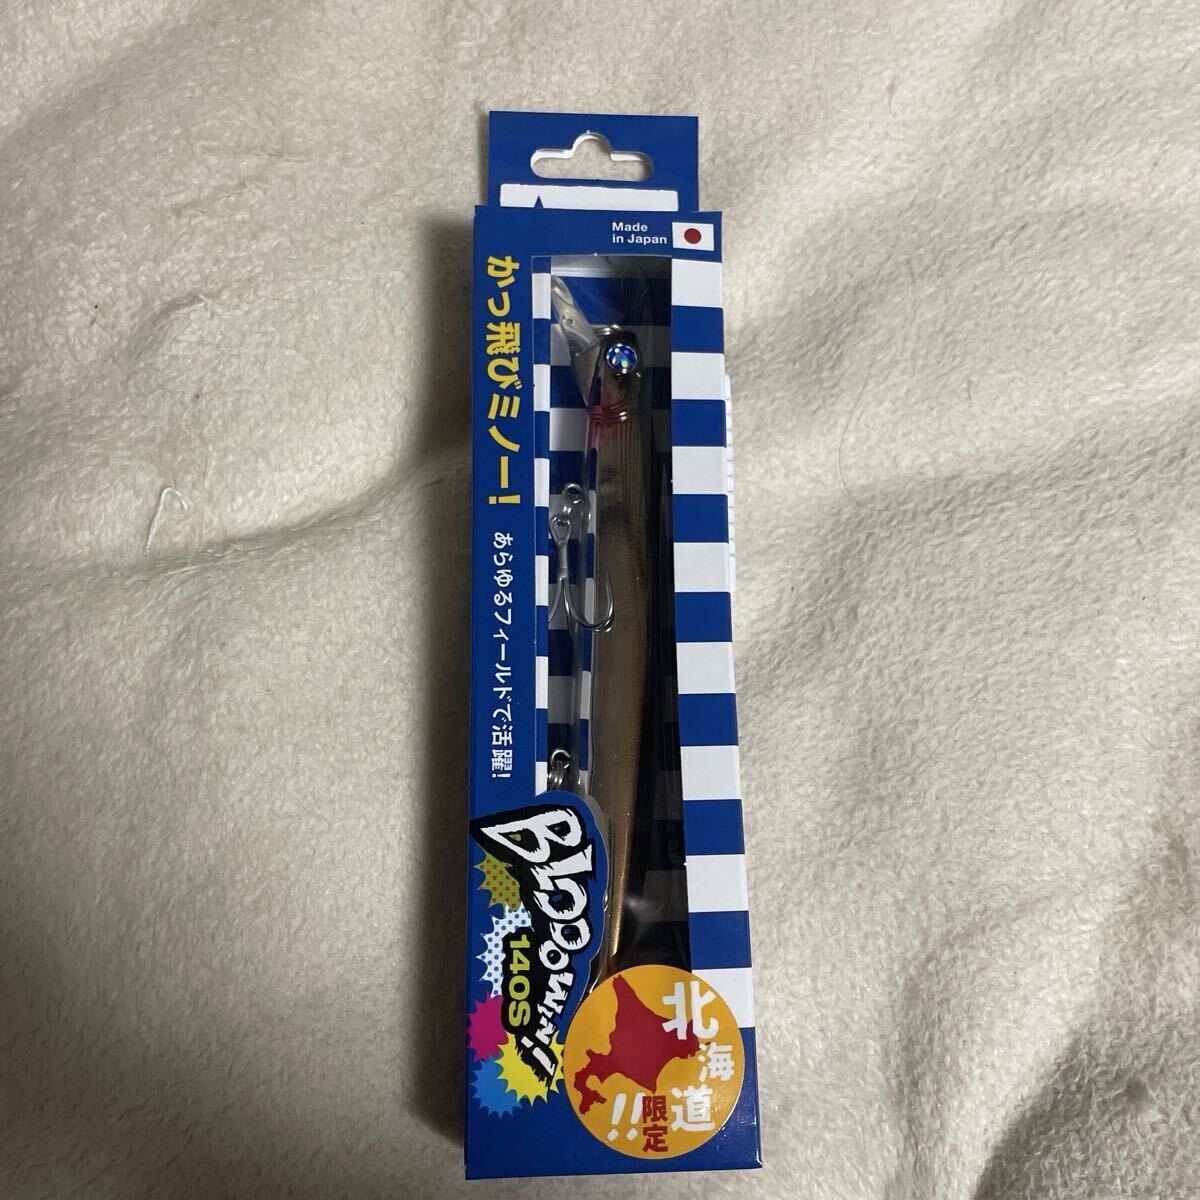 Made
in Japan
かっ飛びミノー!
あらゆるフィールドで活躍!
BLOOOWIN!
140S
北海道
限定
!!